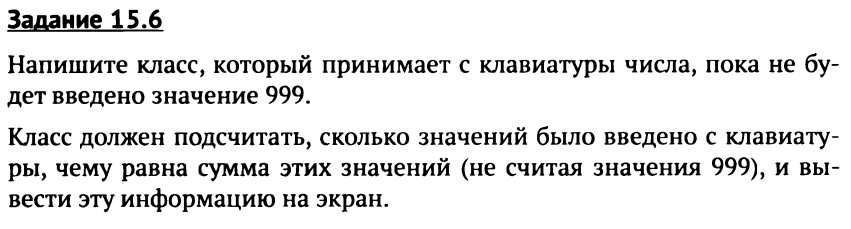 Задание 15.6
Напишите класс, который принимает с клавиатуры числа, пока не бу-
дет введено значение 999.
Класс должен подсчитать, сколько значений было введено с клавиату-
ры, чему равна сумма этих значений (не считая значения 999), и вы-
вести эту информацию на экран.